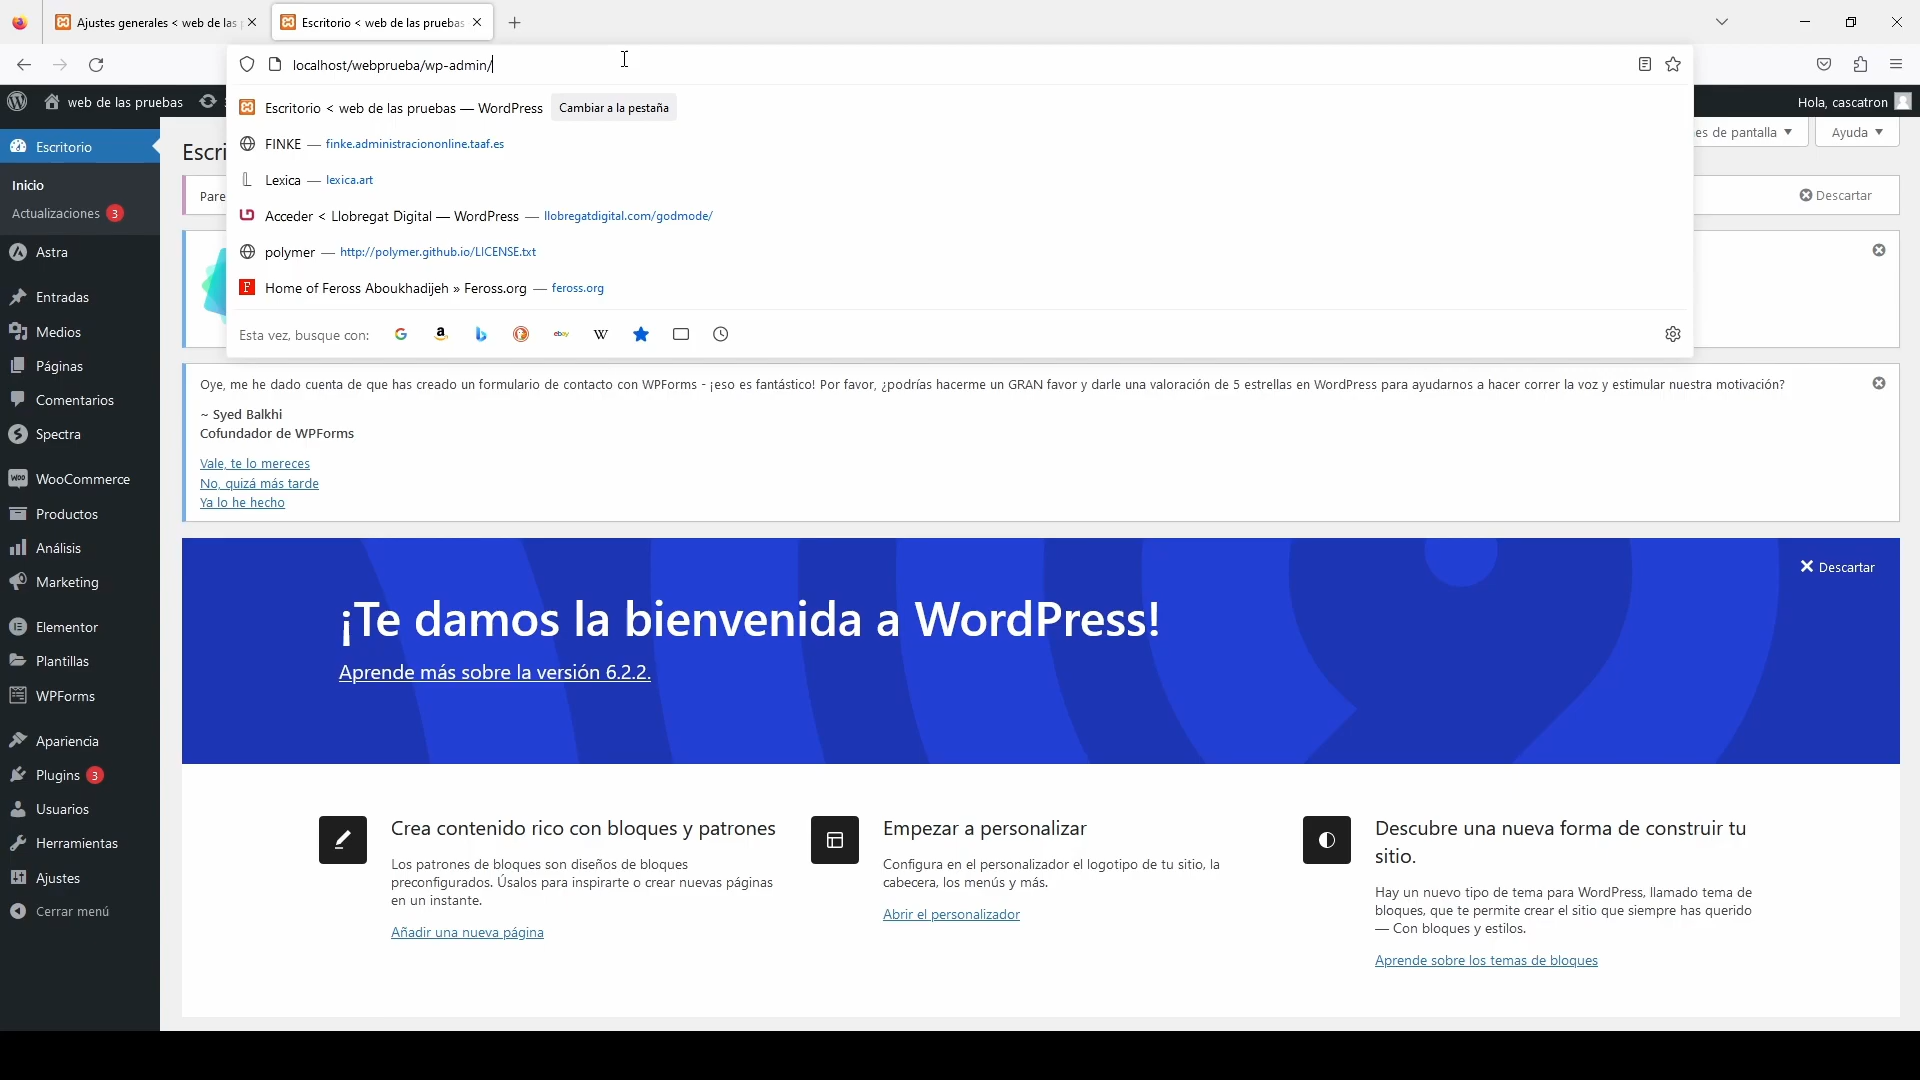 Ajustes generales < web de las
Escritorio < web de las pruebas
localhost/webprueba/wp-admin/
Escritorio < web de las pruebas — WordPress Cambiar a la pestaña
FINKE — finke.administraciononline.taaf.es
Lexica — lexica.art
Acceder < Llobregat Digital — WordPress — llobregatdigital.com/godmode/
polymer — http://polymer.github.io/LICENSE.txt
Home of Feross Aboukhadijeh » Feross.org — feross.org
Esta vez, busque con:
web de las pruebas
Hola, cascatron
es de pantalla
Ayuda
Escritorio
Inicio
Actualizaciones 3
Astra
Entradas
Medios
Páginas
Comentarios
Spectra
WooCommerce
Productos
Análisis
Marketing
Elementor
Plantillas
WPForms
Apariencia
Plugins 3
Usuarios
Herramientas
Ajustes
Cerrar menú
Escri
Pare
Descartar
Oye, me he dado cuenta de que has creado un formulario de contacto con WPForms - ¡eso es fantástico! Por favor, ¿podrías hacerme un GRAN favor y darle una valoración de 5 estrellas en WordPress para ayudarnos a hacer correr la voz y estimular nuestra motivación?
~ Syed Balkhi
Cofundador de WPForms
Vale, te lo mereces
No, quizá más tarde
Ya lo he hecho
Descartar
¡Te damos la bienvenida a WordPress!
Aprende más sobre la versión 6.2.2.
Crea contenido rico con bloques y patrones
Los patrones de bloques son diseños de bloques
preconfigurados. Úsalos para inspirarte o crear nuevas páginas
en un instante.
Añadir una nueva página
Empezar a personalizar
Configura en el personalizador el logotipo de tu sitio, la
cabecera, los menús y más.
Abrir el personalizador
Descubre una nueva forma de construir tu
sitio.
Hay un nuevo tipo de tema para WordPress, llamado tema de
bloques, que te permite crear el sitio que siempre has querido
— Con bloques y estilos.
Aprende sobre los temas de bloques